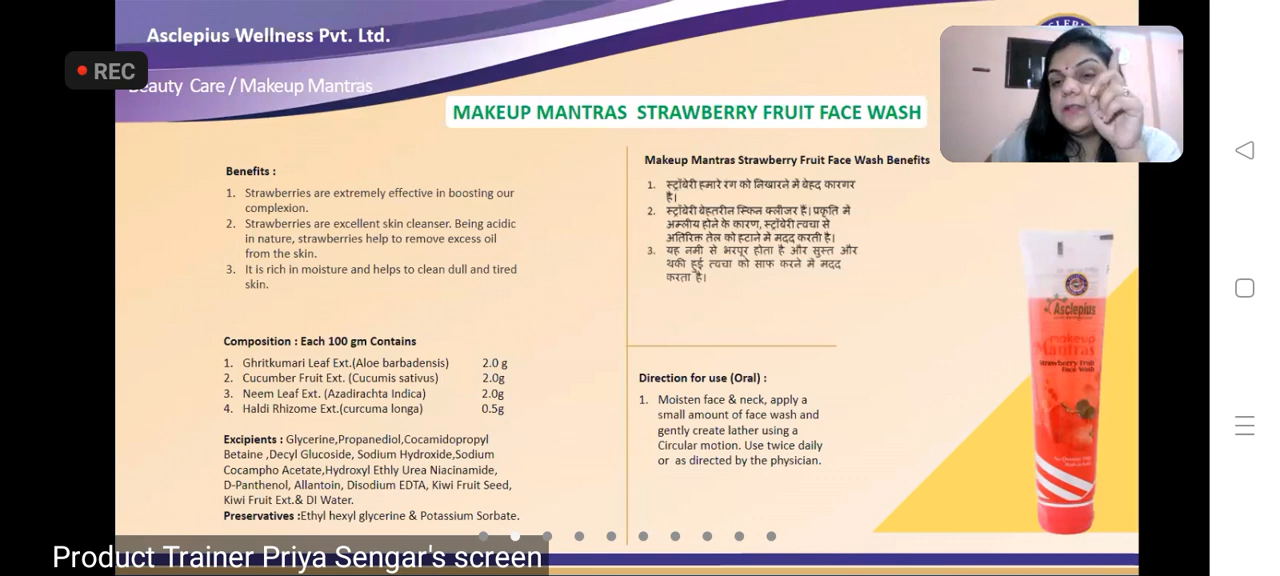 Asclepius Wellness Pvt. Ltd.
REC
Beauty Care / Makeup Mantras
MAKEUP MANTRAS STRAWBERRY FRUIT FACE WASH
Benefits :
1. Strawberries are extremely effective in boosting our
complexion.
2. Strawberries are excellent skin cleanser. Being acidic
in nature, strawberries help to remove excess oil
from the skin.
3. It is rich in moisture and helps to clean dull and tired
skin.
Composition : Each 100 gm Contains
1. Ghritkumari Leaf Ext.(Aloe barbadensis) 2.0 g
2. Cucumber Fruit Ext. (Cucumis sativus) 2.0g
3. Neem Leaf Ext. (Azadirachta Indica) 2.0g
4. Haldi Rhizome Ext.(curcuma longa) 0.5g
Excipients : Glycerine,Propanediol,Cocamidopropyl
Betaine ,Decyl Glucoside, Sodium Hydroxide,Sodium
Cocampho Acetate,Hydroxyl Ethly Urea Niacinamide,
D-Panthenol, Allantoin, Disodium EDTA, Kiwi Fruit Seed,
Kiwi Fruit Ext.& DI Water.
Preservatives :Ethyl hexyl glycerine & Potassium Sorbate.
Makeup Mantras Strawberry Fruit Face Wash Benefits
1. स्ट्रॉबेरी हमारे रंग को निखारने में बेहद कारगर
है।
2. स्ट्रॉबेरी बेहतरीन स्किन क्लींजर हैं। प्रकृति में
अम्लीय होने के कारण, स्ट्रॉबेरी त्वचा से
अतिरिक्त तेल को हटाने में मदद करती है।
3. यह नमी से भरपूर होता है और सुस्त और
थकी हुई त्वचा को साफ करने में मदद
करता है।
Direction for use (Oral) :
1. Moisten face & neck, apply a
small amount of face wash and
gently create lather using a
Circular motion. Use twice daily
or as directed by the physician.
Asclepius
makeup
Mantras
Strawberry Fruit
Face Wash
Product Trainer Priya Sengar's screen